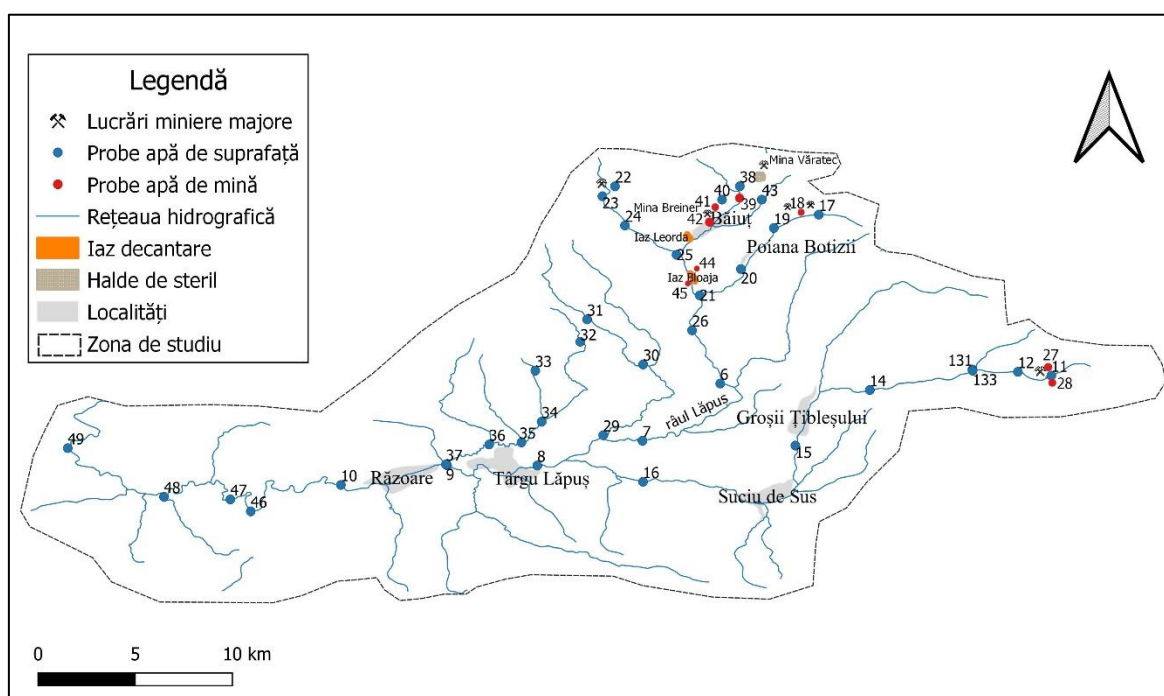 Legendă
Lucrări miniere majore
Probe apă de suprafață
Probe apă de mină
Rețeaua hidrografică
Iaz decantare
Halde de steril
Localități
Zona de studiu
Mina Văratec
22
38
23
40
43
41
39
Mina Breiner
18
17
42
Băiuț
24
19
Iaz Leorda
25
44
Poiana Botizii
20
Iaz Bloaja
45
21
26
31
32
30
33
6
131
133
12
27
11
28
14
râul Lăpuș
Groșii Țibleșului
34
29
7
35
36
15
49
37
9
8
16
10
Răzoare
Târgu Lăpuș
Suciu de Sus
48
47
46
0 5 10 km